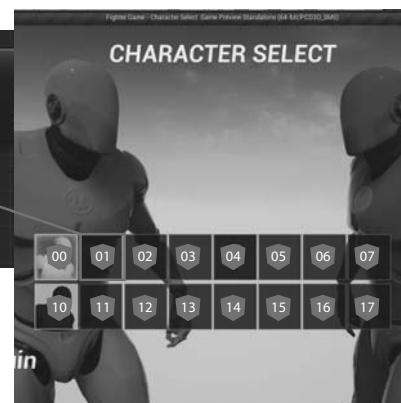 Fighter Game - Character Select Game Preview Standalone (64-bit/PCD3D_SM5)
CHARACTER SELECT
00 01 02 03 04 05 06 07
10 11 12 13 14 15 16 17
in